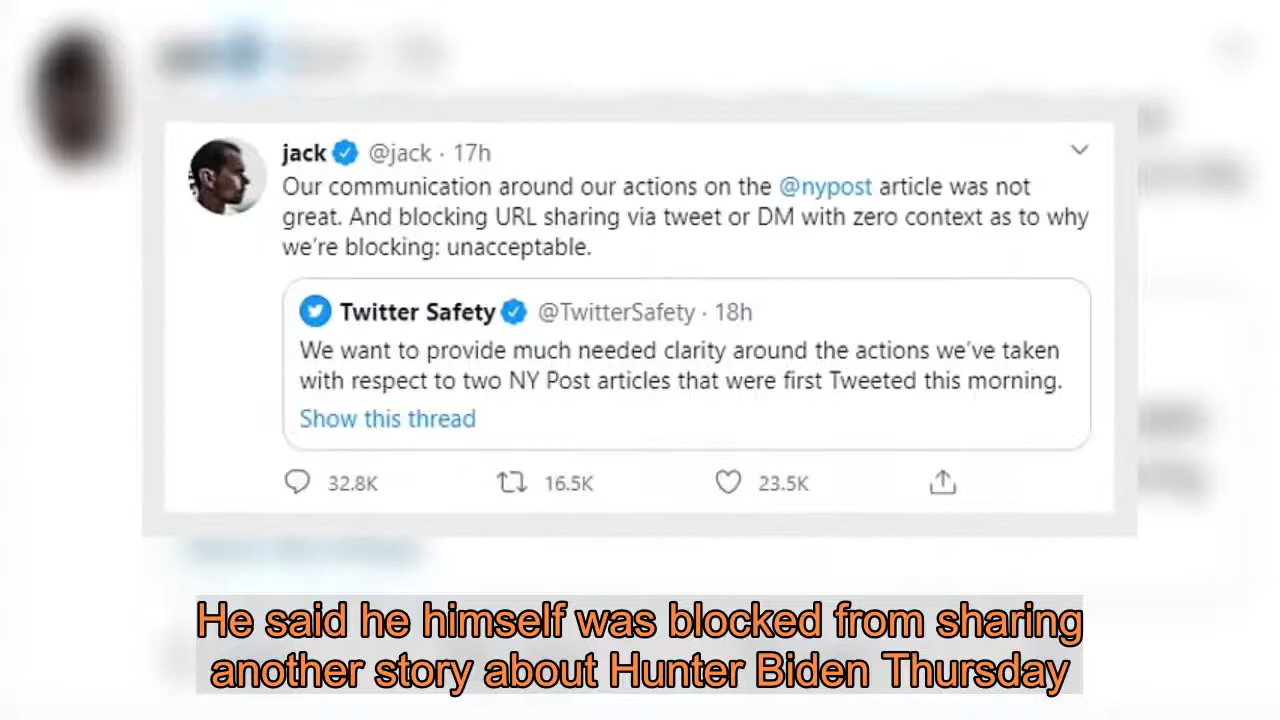 jack @jack · 17h
Our communication around our actions on the @nypost article was not
great. And blocking URL sharing via tweet or DM with zero context as to why
we're blocking: unacceptable.
Twitter Safety @TwitterSafety · 18h
We want to provide much needed clarity around the actions we've taken
with respect to two NY Post articles that were first Tweeted this morning.
Show this thread
32.8K 16.5K 23.5K
He said he himself was blocked from sharing
another story about Hunter Biden Thursday